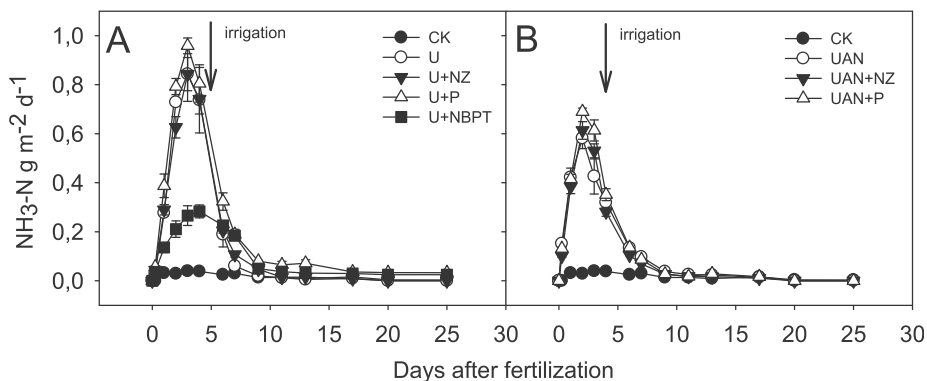 A
irrigation
CK
U
U+NZ
U+P
U+NBPT
B
irrigation
CK
UAN
UAN+NZ
UAN+P
NH3-N g m-2 d-1
1,0
0,8
0,6
0,4
0,2
0,0
0 5 10 15 20 25 30
0 5 10 15 20 25 30
Days after fertilization